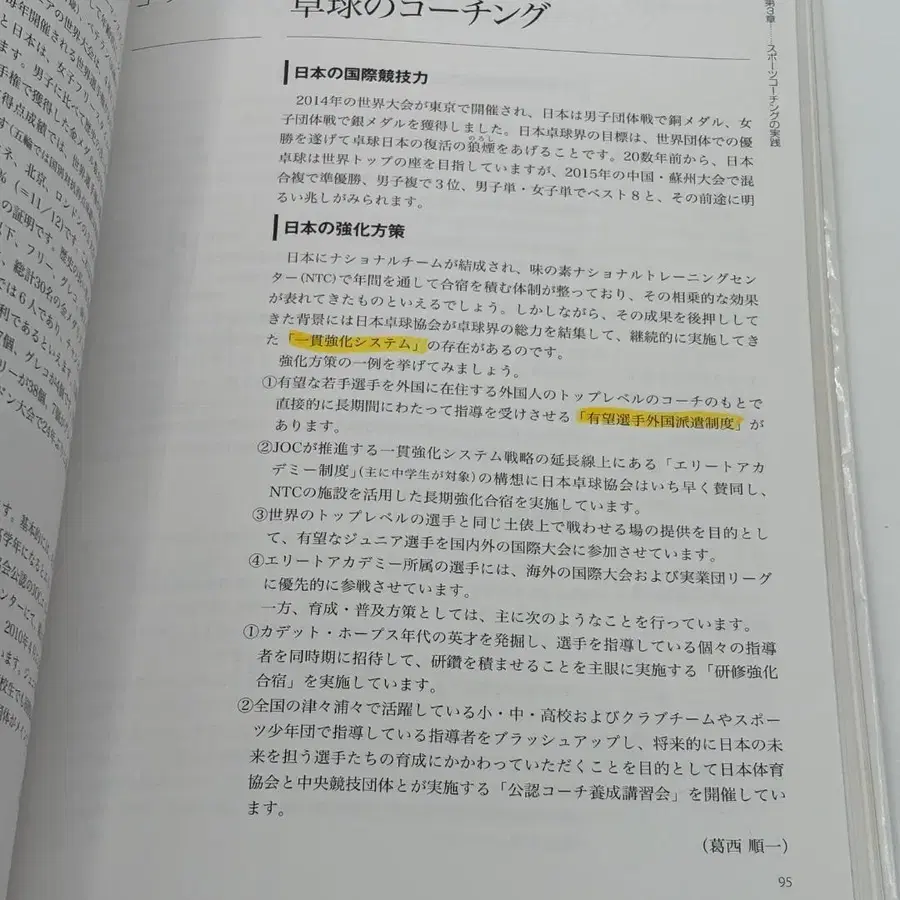 卓球のコーチング
第3章……スポーツコーチングの実践
日本の国際競技力
2014年の世界大会が東京で開催され、日本は男子団体戦で銅メダル、女
子団体戦で銀メダルを獲得しました。日本卓球界の目標は、世界団体での優
勝を遂げて卓球日本の復活の狼煙をあげることです。20数年前から、日本
のろし
卓球は世界トップの座を目指していますが、2015年の中国・蘇州大会で混
合複で準優勝、男子複で3位、男子単・女子単でベスト8と、その前途に明
るい兆しがみられます。
日本の強化方策
日本にナショナルチームが結成され、味の素ナショナルトレーニングセン
ター(NTC)で年間を通して合宿を積む体制が整っており、その相乗的な効果
が表れてきたものといえるでしょう。しかしながら、その成果を後押しして
きた背景には日本卓球協会が卓球界の総力を結集して、継続的に実施してき
た「一貫強化システム」の存在があるのです。
強化方策の一例を挙げてみましょう。
①有望な若手選手を外国に在住する外国人のトップレベルのコーチのもとで
直接的に長期間にわたって指導を受けさせる「有望選手外国派遣制度」が
あります。
②JOCが推進する一貫強化システム戦略の延長線上にある「エリートアカ
デミー制度」(主に中学生が対象)の構想に日本卓球協会はいち早く賛同し、
NTCの施設を活用した長期強化合宿を実施しています。
③世界のトップレベルの選手と同じ土俵上で戦わせる場の提供を目的とし
て、有望なジュニア選手を国内外の国際大会に参加させています。
④エリートアカデミー所属の選手には、海外の国際大会および実業団リーグ
に優先的に参戦させています。
一方、育成・普及方策としては、主に次のようなことを行っています。
①カデット・ホープス年代の英才を発掘し、選手を指導している個々の指導
者を同時期に招待して、研鑽を積ませることを主眼に実施する「研修強化
合宿」を実施しています。
②全国の津々浦々で活躍している小・中・高校およびクラブチームやスポー
ツ少年団で指導している指導者をブラッシュアップし、将来的に日本の未
来を担う選手たちの育成にかかわっていただくことを目的として日本体育
協会と中央競技団体とが実施する「公認コーチ養成講習会」を開催してい
ます。
(葛西 順一)
95